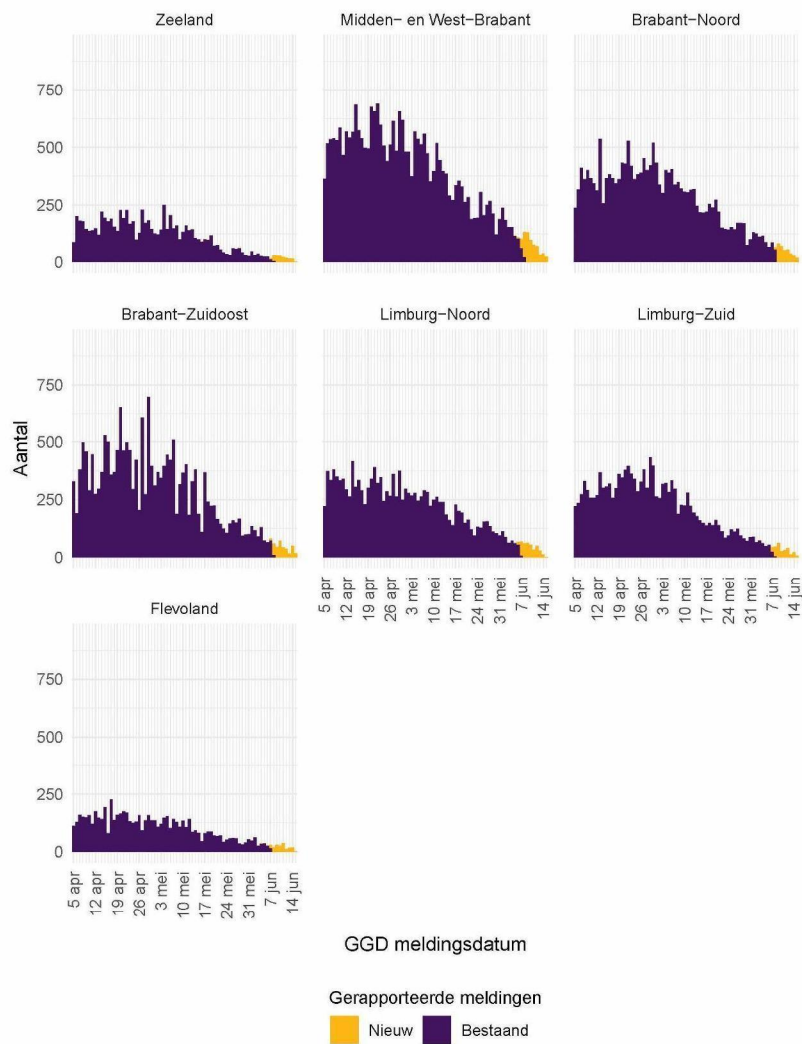 Zeeland
Midden- en West-Brabant
Brabant-Noord
750
500
250
0
Brabant-Zuidoost
Limburg-Noord
Limburg-Zuid
Aantal
750
500
250
0
5 apr
12 apr
19 apr
26 apr
3 mei
10 mei
17 mei
24 mei
31 mei
7 jun
14 jun
5 apr
12 apr
19 apr
26 apr
3 mei
10 mei
17 mei
24 mei
31 mei
7 jun
14 jun
Flevoland
750
500
250
0
5 apr
12 apr
19 apr
26 apr
3 mei
10 mei
17 mei
24 mei
31 mei
7 jun
14 jun
GGD meldingsdatum
Gerapporteerde meldingen
Nieuw
Bestaand